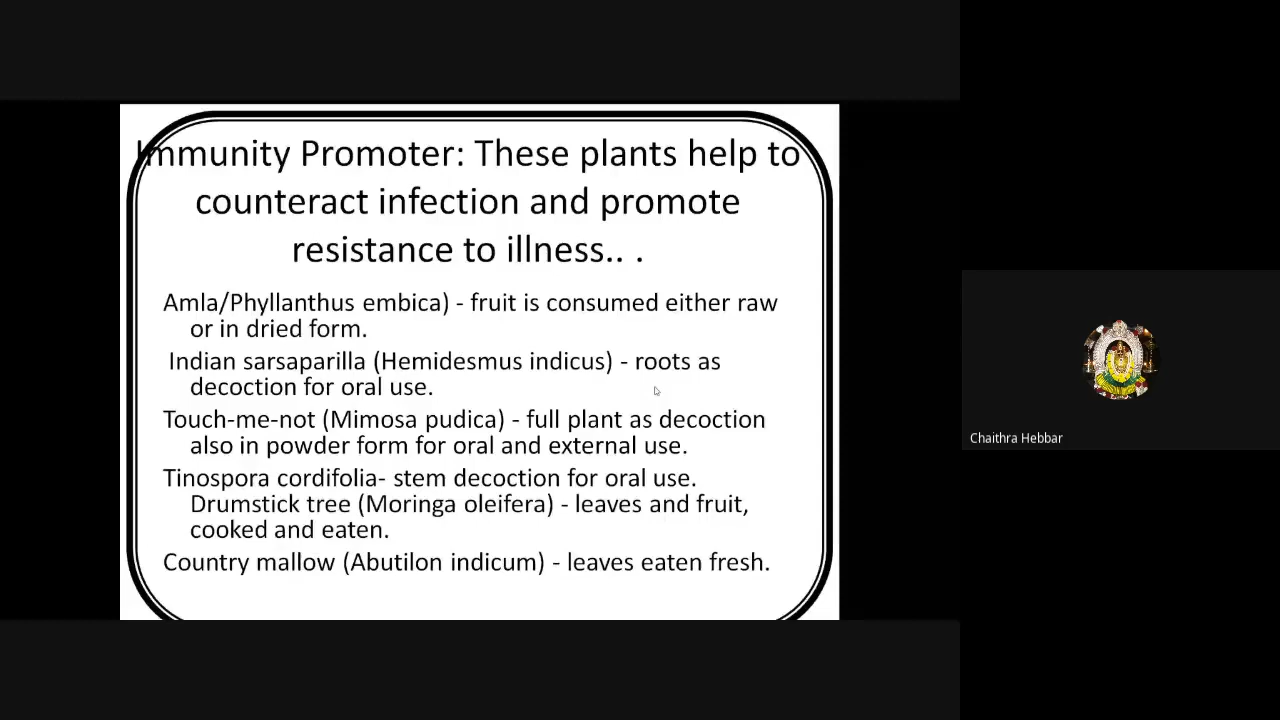 Immunity Promoter: These plants help to
counteract infection and promote
resistance to illness.. .
Amla/Phyllanthus embica) - fruit is consumed either raw
or in dried form.
Indian sarsaparilla (Hemidesmus indicus) - roots as
decoction for oral use.
Touch-me-not (Mimosa pudica) - full plant as decoction
also in powder form for oral and external use.
Tinospora cordifolia- stem decoction for oral use.
Drumstick tree (Moringa oleifera) - leaves and fruit,
cooked and eaten.
Country mallow (Abutilon indicum) - leaves eaten fresh.
Chaithra Hebbar